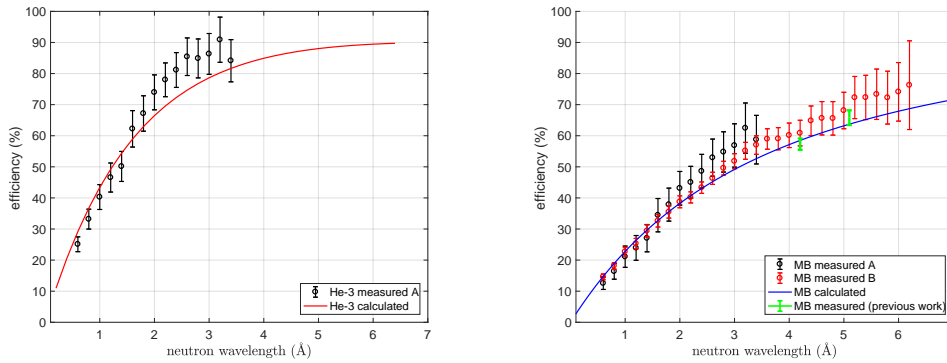 100
90
80
70
60
50
40
30
20
10
0
efficiency (%)
1 2 3 4 5 6 7
neutron wavelength (Å)
He-3 measured A
He-3 calculated
100
90
80
70
60
50
40
30
20
10
0
efficiency (%)
1 2 3 4 5 6
neutron wavelength (Å)
MB measured A
MB measured B
MB calculated
MB measured (previous work)